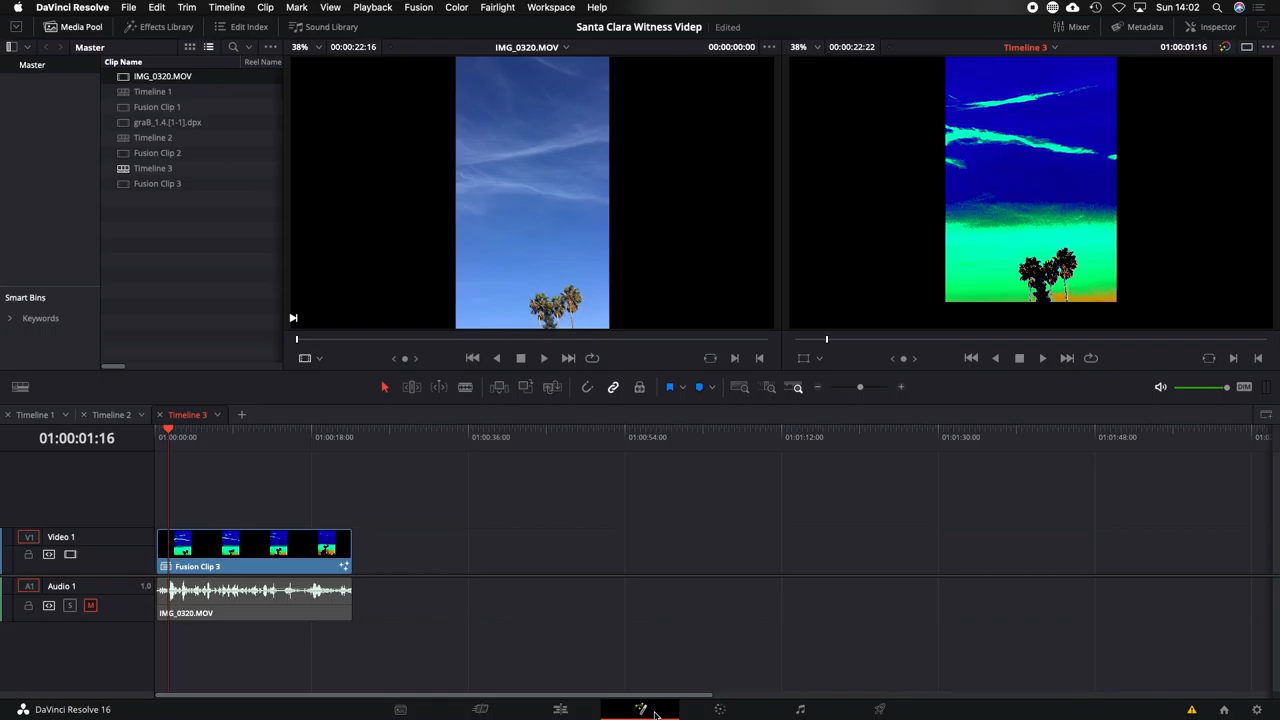 DaVinci Resolve File Edit Trim Timeline Clip Mark View Playback Fusion Color Fairlight Workspace Help Sun 14:02
Media Pool Effects Library Edit Index Sound Library Santa Clara Witness Videp Edited Mixer Metadata Inspector
Master 38% 00:00:22:16 IMG_0320.MOV 00:00:00:00 38% 00:00:22:22 Timeline 3 01:00:01:16
Master
Clip Name Reel Name
IMG_0320.MOV
Timeline 1
Fusion Clip 1
graB_1.4.[1-1].dpx
Timeline 2
Fusion Clip 2
Timeline 3
Fusion Clip 3
Smart Bins
Keywords
DIM
Timeline 1 Timeline 2 Timeline 3
01:00:01:16
01:00:00:00 01:00:18:00 01:00:36:00 01:00:54:00 01:01:12:00 01:01:30:00 01:01:48:00
V1 Video 1
Fusion Clip 3
A1 Audio 1 1.0
S M
IMG_0320.MOV
DaVinci Resolve 16